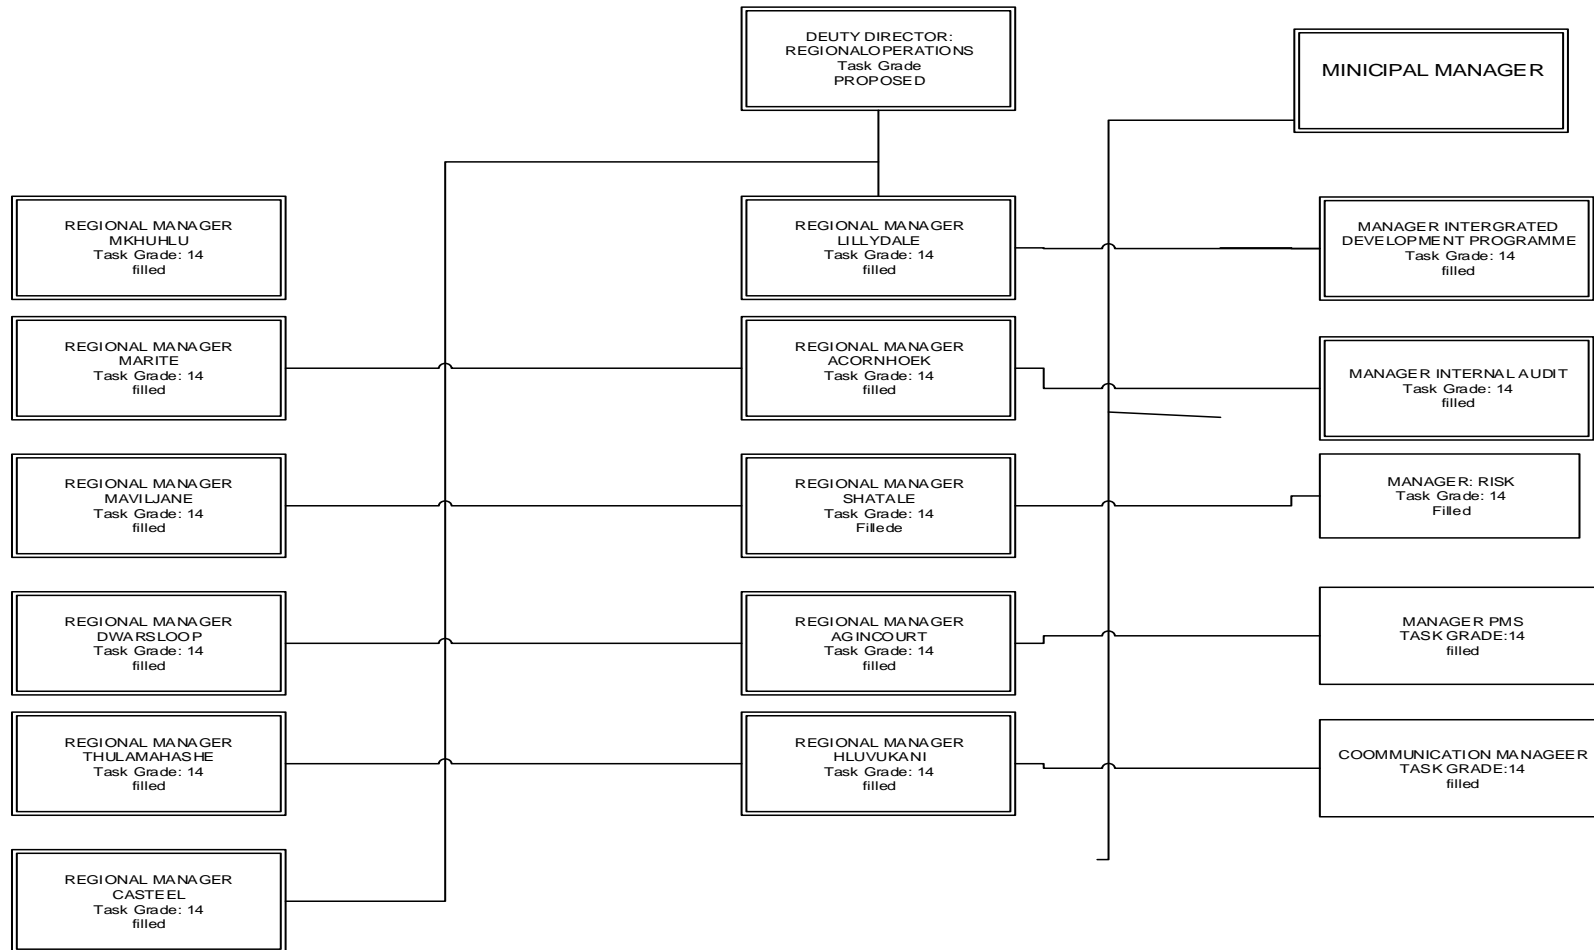 DEUTY DIRECTOR:
REGIONALOPERATIONS
Task Grade
PROPOSED
MINICIPAL MANAGER
REGIONAL MANAGER
MKHUHLU
Task Grade: 14
filled
REGIONAL MANAGER
LILLYDALE
Task Grade: 14
filled
MANAGER INTERGRATED
DEVELOPMENT PROGRAMME
Task Grade: 14
filled
REGIONAL MANAGER
MARITE
Task Grade: 14
filled
REGIONAL MANAGER
ACORNHOEK
Task Grade: 14
filled
MANAGER INTERNAL AUDIT
Task Grade: 14
filled
REGIONAL MANAGER
MAVILJANE
Task Grade: 14
filled
REGIONAL MANAGER
SHATALE
Task Grade: 14
Fillede
MANAGER: RISK
Task Grade: 14
Filled
REGIONAL MANAGER
DWARSLOOP
Task Grade: 14
filled
REGIONAL MANAGER
AGINCOURT
Task Grade: 14
filled
MANAGER PMS
TASK GRADE:14
filled
REGIONAL MANAGER
THULAMAHASHE
Task Grade: 14
filled
REGIONAL MANAGER
HLUVUKANI
Task Grade: 14
filled
COOMMUNICATION MANAGEER
TASK GRADE:14
filled
REGIONAL MANAGER
CASTEEL
Task Grade: 14
filled